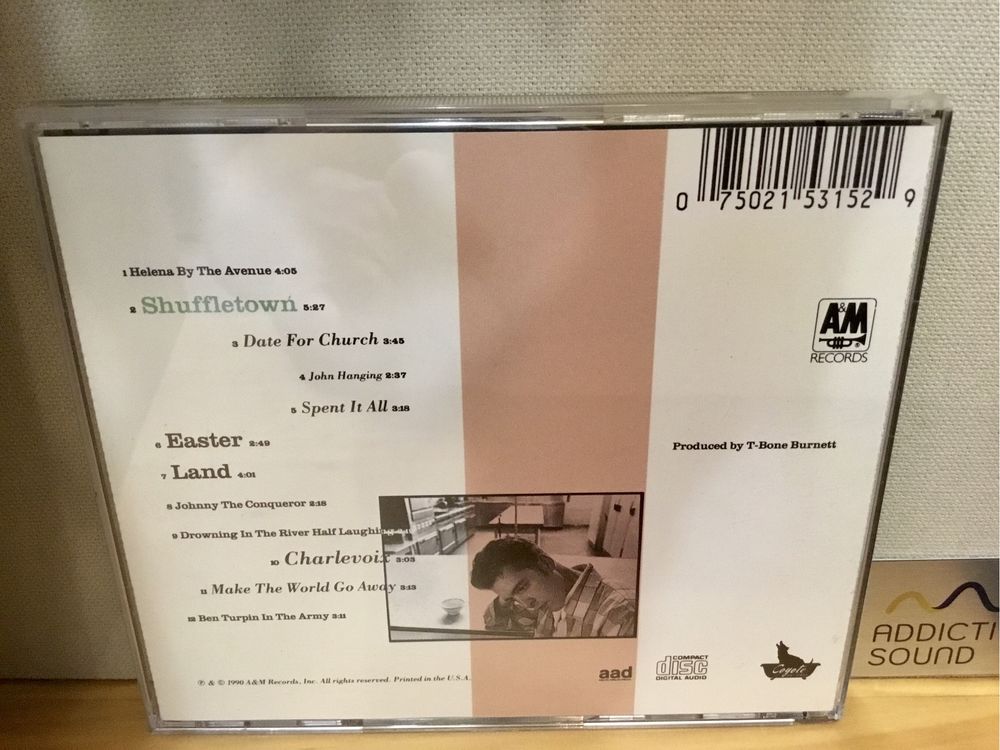 0 75021 53152 9
1 Helena By The Avenue 4:05
2 Shuffletown 5:27
3 Date For Church 3:45
4 John Hanging 2:37
5 Spent It All 3:18
6 Easter 2:49
7 Land 4:01
8 Johnny The Conqueror 2:18
9 Drowning In The River Half Laughing
10 Charlevoix 3:03
11 Make The World Go Away 3:13
12 Ben Turpin In The Army 3:11
A&M
RECORDS
Produced by T-Bone Burnett
℗ & © 1990 A&M Records, Inc. All rights reserved. Printed in the U.S.A.
aad
COMPACT
disc
DIGITAL AUDIO
Coyote
ADDICTI
SOUND